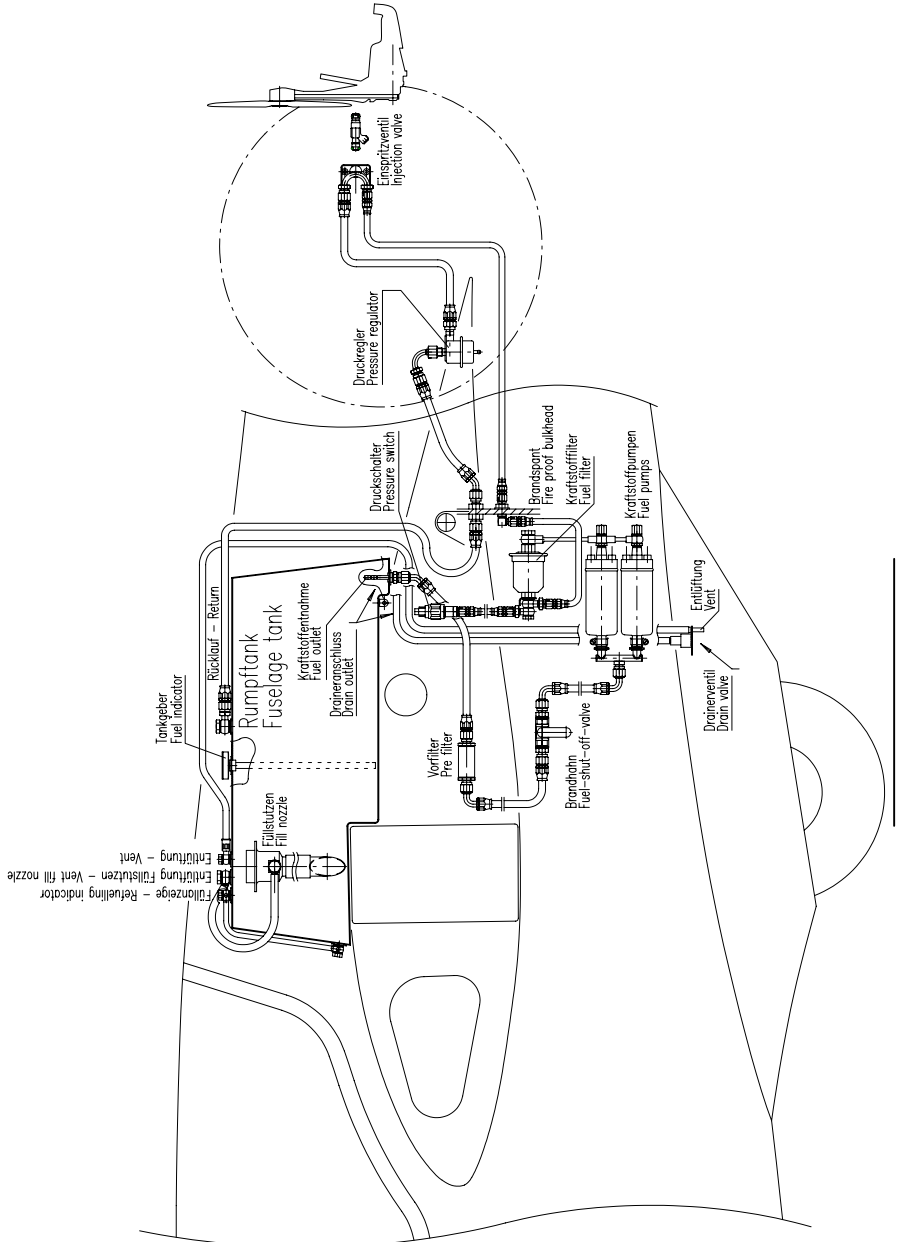 Füllanzeige - Refuelling indicator
Entlüftung Füllstutzen - Vent fill nozzle
Entlüftung - Vent
Füllstutzen
Fill nozzle
Tankgeber
Fuel indicator
Rücklauf - Return
Rumpftank
Fuselage tank
Kraftstoffentnahme
Fuel outlet
Draineranschluss
Drain outlet
Vorfilter
Pre filter
Brandhahn
Fuel-shut-off-valve
Druckschalter
Pressure switch
Druckregler
Pressure regulator
Einspritzventil
Injection valve
Brandspant
Fire proof bulkhead
Kraftstofffilter
Fuel filter
Kraftstoffpumpen
Fuel pumps
Entlüftung
Vent
Drainerventil
Drain valve